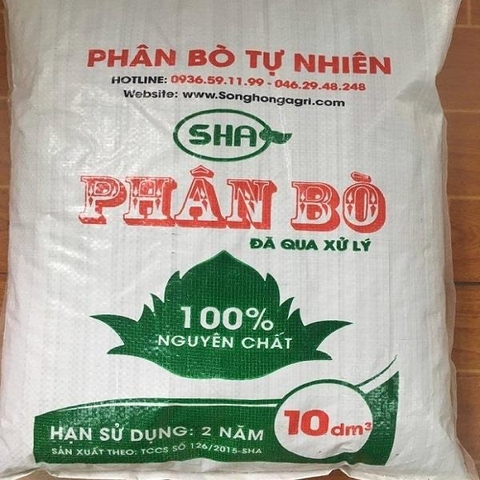 PHÂN BÒ TỰ NHIÊN
HOTLINE: 0936.59.11.99 - 046.29.48.248
Website: www.Songhongagri.com
SHA
PHÂN BÒ
ĐÃ QUA XỬ LÝ
100%
NGUYÊN CHẤT
HẠN SỬ DỤNG: 2 NĂM
10 dm³
SẢN XUẤT THEO: TCCS SỐ 126/2015-SHA